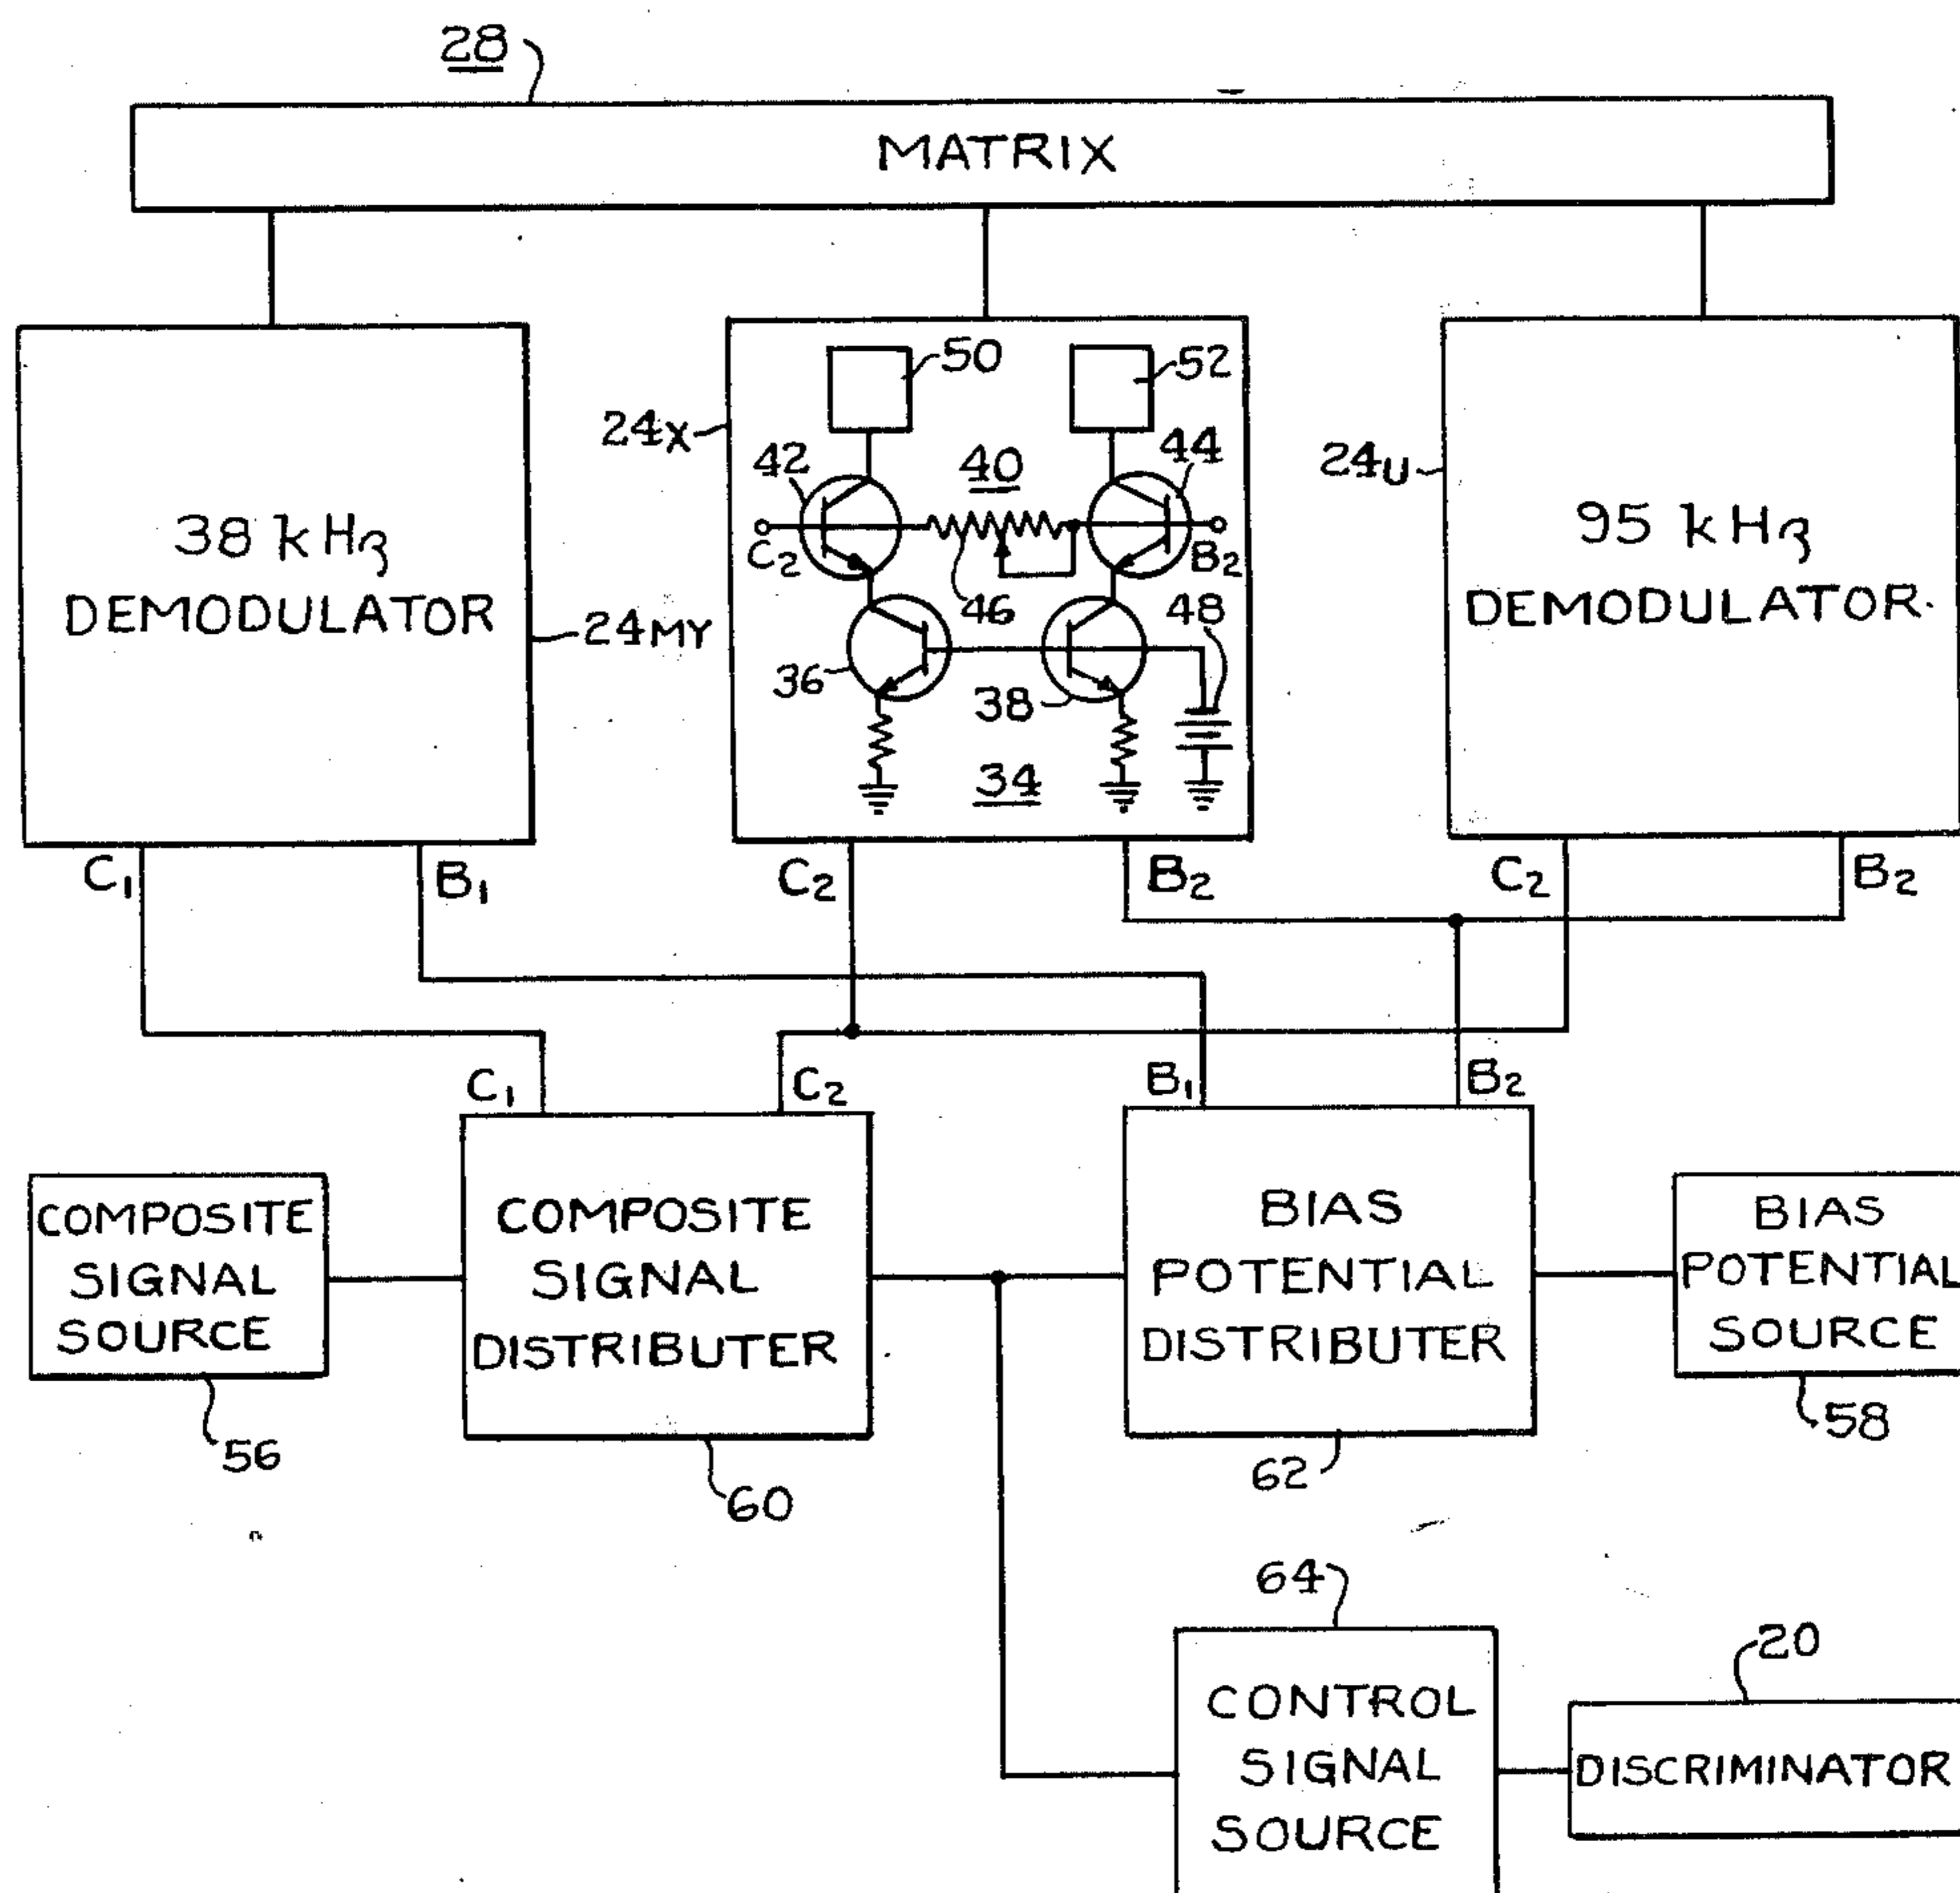 28
MATRIX
50
52
24X
42
40
44
24U
38 kHz
DEMODULATOR
C2
B2
95 kHz
DEMODULATOR
46
48
24MY
36
38
34
C1
B1
C2
B2
C2
B2
C1
C2
B1
B2
COMPOSITE
SIGNAL
SOURCE
COMPOSITE
SIGNAL
DISTRIBUTER
BIAS
POTENTIAL
DISTRIBUTER
BIAS
POTENTIAL
SOURCE
56
60
62
58
64
20
CONTROL
SIGNAL
SOURCE
DISCRIMINATOR